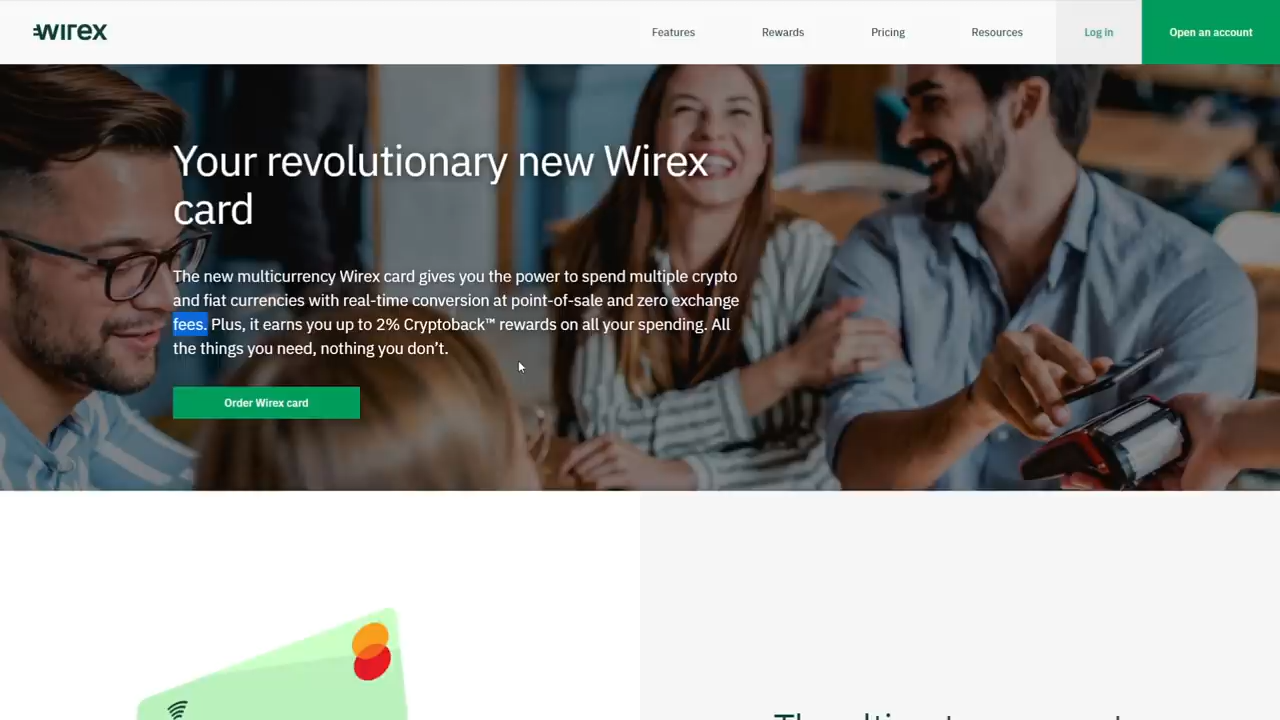 wirex
Features
Rewards
Pricing
Resources
Log in
Open an account
Your revolutionary new Wirex
card
The new multicurrency Wirex card gives you the power to spend multiple crypto
and fiat currencies with real-time conversion at point-of-sale and zero exchange
fees. Plus, it earns you up to 2% Cryptoback™ rewards on all your spending. All
the things you need, nothing you don't.
Order Wirex card